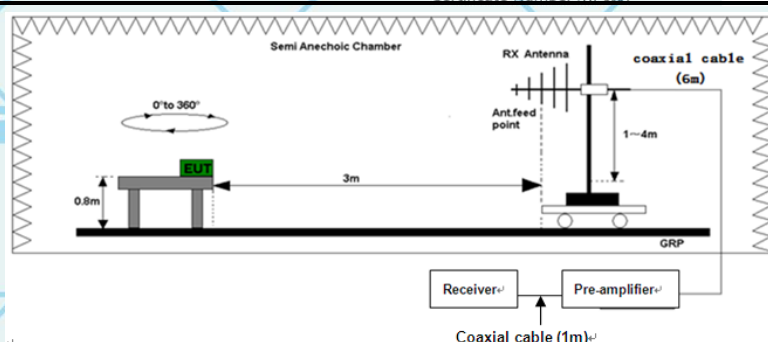 Semi Anechoic Chamber
RX Antenna
coaxial cable
(6m)
0°to 360°
Ant.feed
point
1~4m
EUT
3m
0.8m
GRP
Receiver
Pre-amplifier
Coaxial cable (1m)